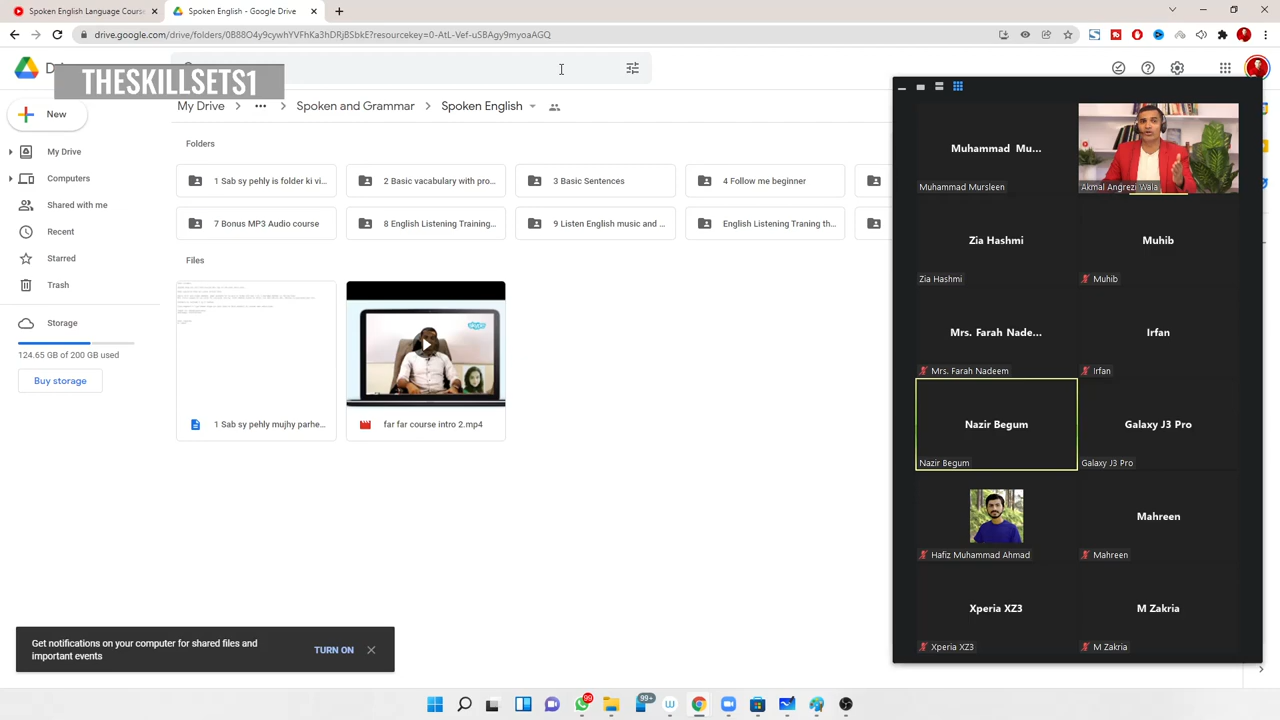 Spoken English Language Cours
Spoken English - Google Drive
drive.google.com/drive/folders/0B88O4y9cywhYVFhKa3hDRjBSbkE?resourcekey=0-AtL-Vef-uSBAgy9myoaAGQ
THESKILLSETS1
New
My Drive
Computers
Shared with me
Recent
Starred
Trash
Storage
124.65 GB of 200 GB used
Buy storage
My Drive > ... > Spoken and Grammar > Spoken English
Folders
1 Sab sy pehly is folder ki vi...
2 Basic vacabulary with pro...
3 Basic Sentences
4 Follow me beginner
7 Bonus MP3 Audio course
8 English Listening Training...
9 Listen English music and ...
English Listening Traning th...
Files
1 Sab sy pehly mujhy parhe...
far far course intro 2.mp4
Get notifications on your computer for shared files and
important events
TURN ON
Muhammad Mu...
Muhammad Mursleen
Akmal Angrezi Wala
Zia Hashmi
Zia Hashmi
Muhib
Muhib
Mrs. Farah Nade...
Mrs. Farah Nadeem
Irfan
Irfan
Nazir Begum
Nazir Begum
Galaxy J3 Pro
Galaxy J3 Pro
Hafiz Muhammad Ahmad
Mahreen
Mahreen
Xperia XZ3
Xperia XZ3
M Zakria
M Zakria
99
99+